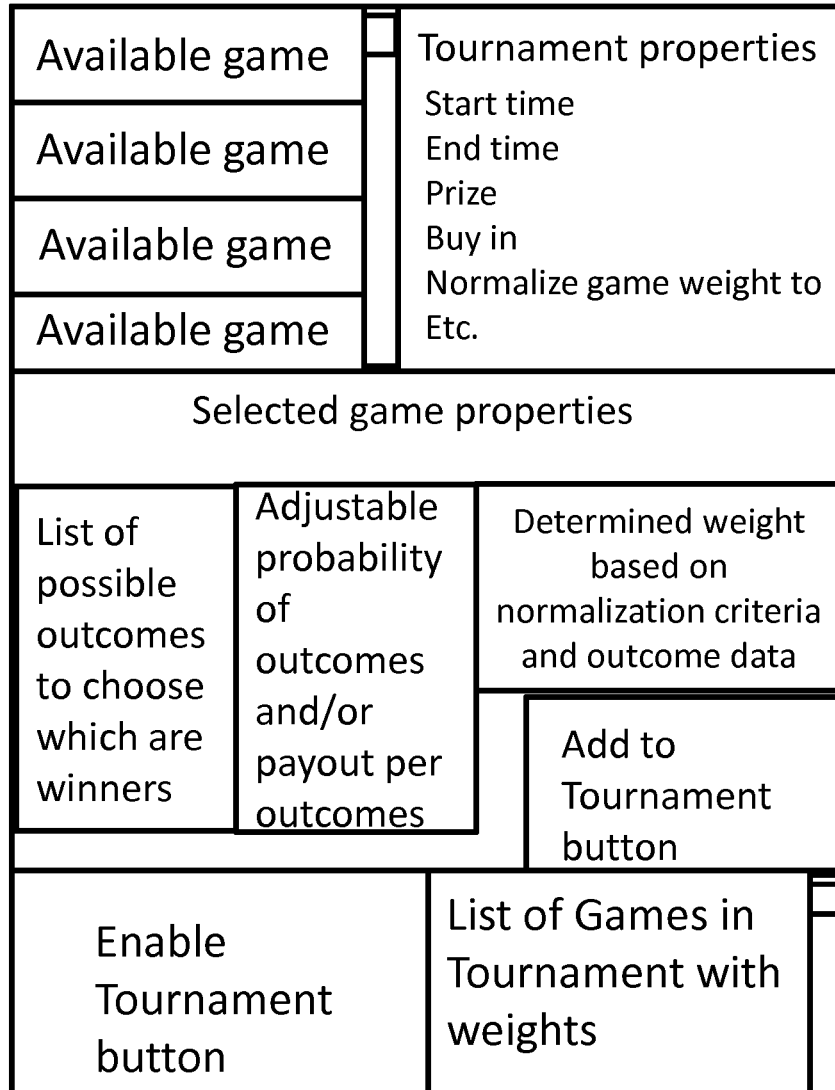 Available game
Available game
Available game
Available game
Tournament properties
Start time
End time
Prize
Buy in
Normalize game weight to
Etc.
Selected game properties
List of
possible
outcomes
to choose
which are
winners
Adjustable
probability
of
outcomes
and/or
payout per
outcomes
Determined weight
based on
normalization criteria
and outcome data
Add to
Tournament
button
Enable
Tournament
button
List of Games in
Tournament with
weights